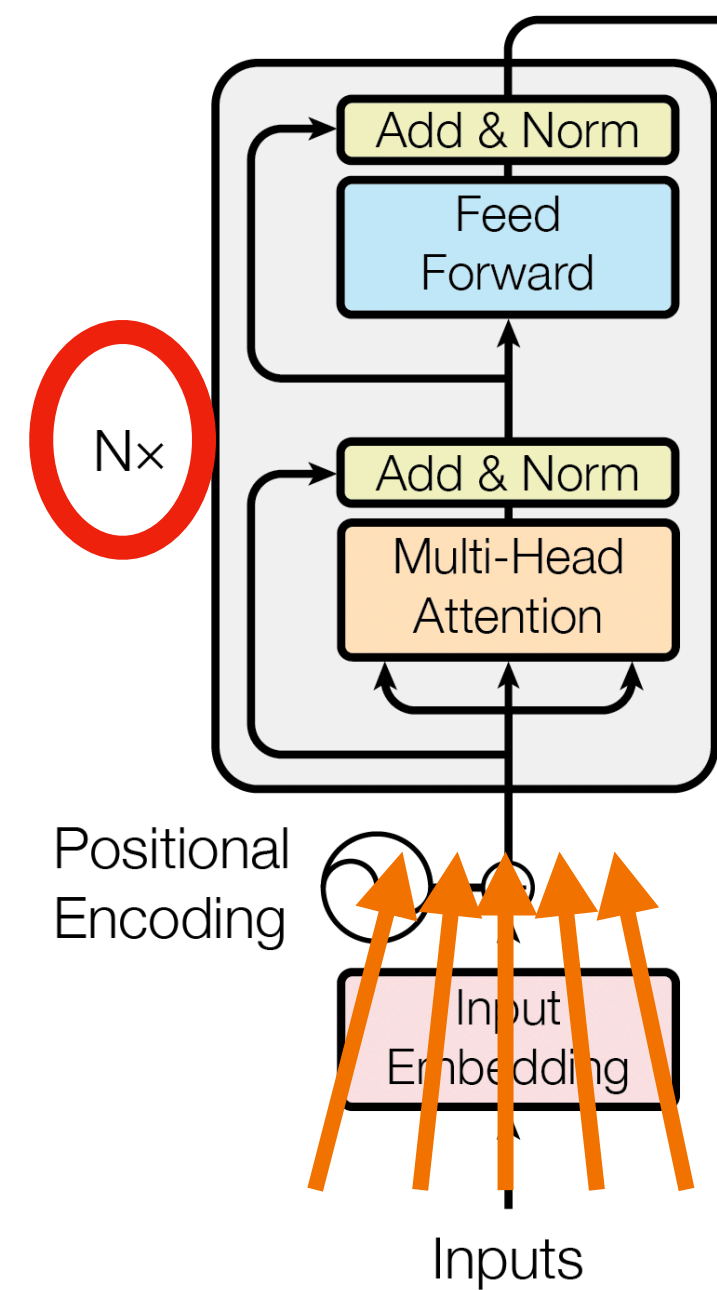 Add & Norm
Feed
Forward
N×
Add & Norm
Multi-Head
Attention
Positional
Encoding
Input
Embedding
Inputs